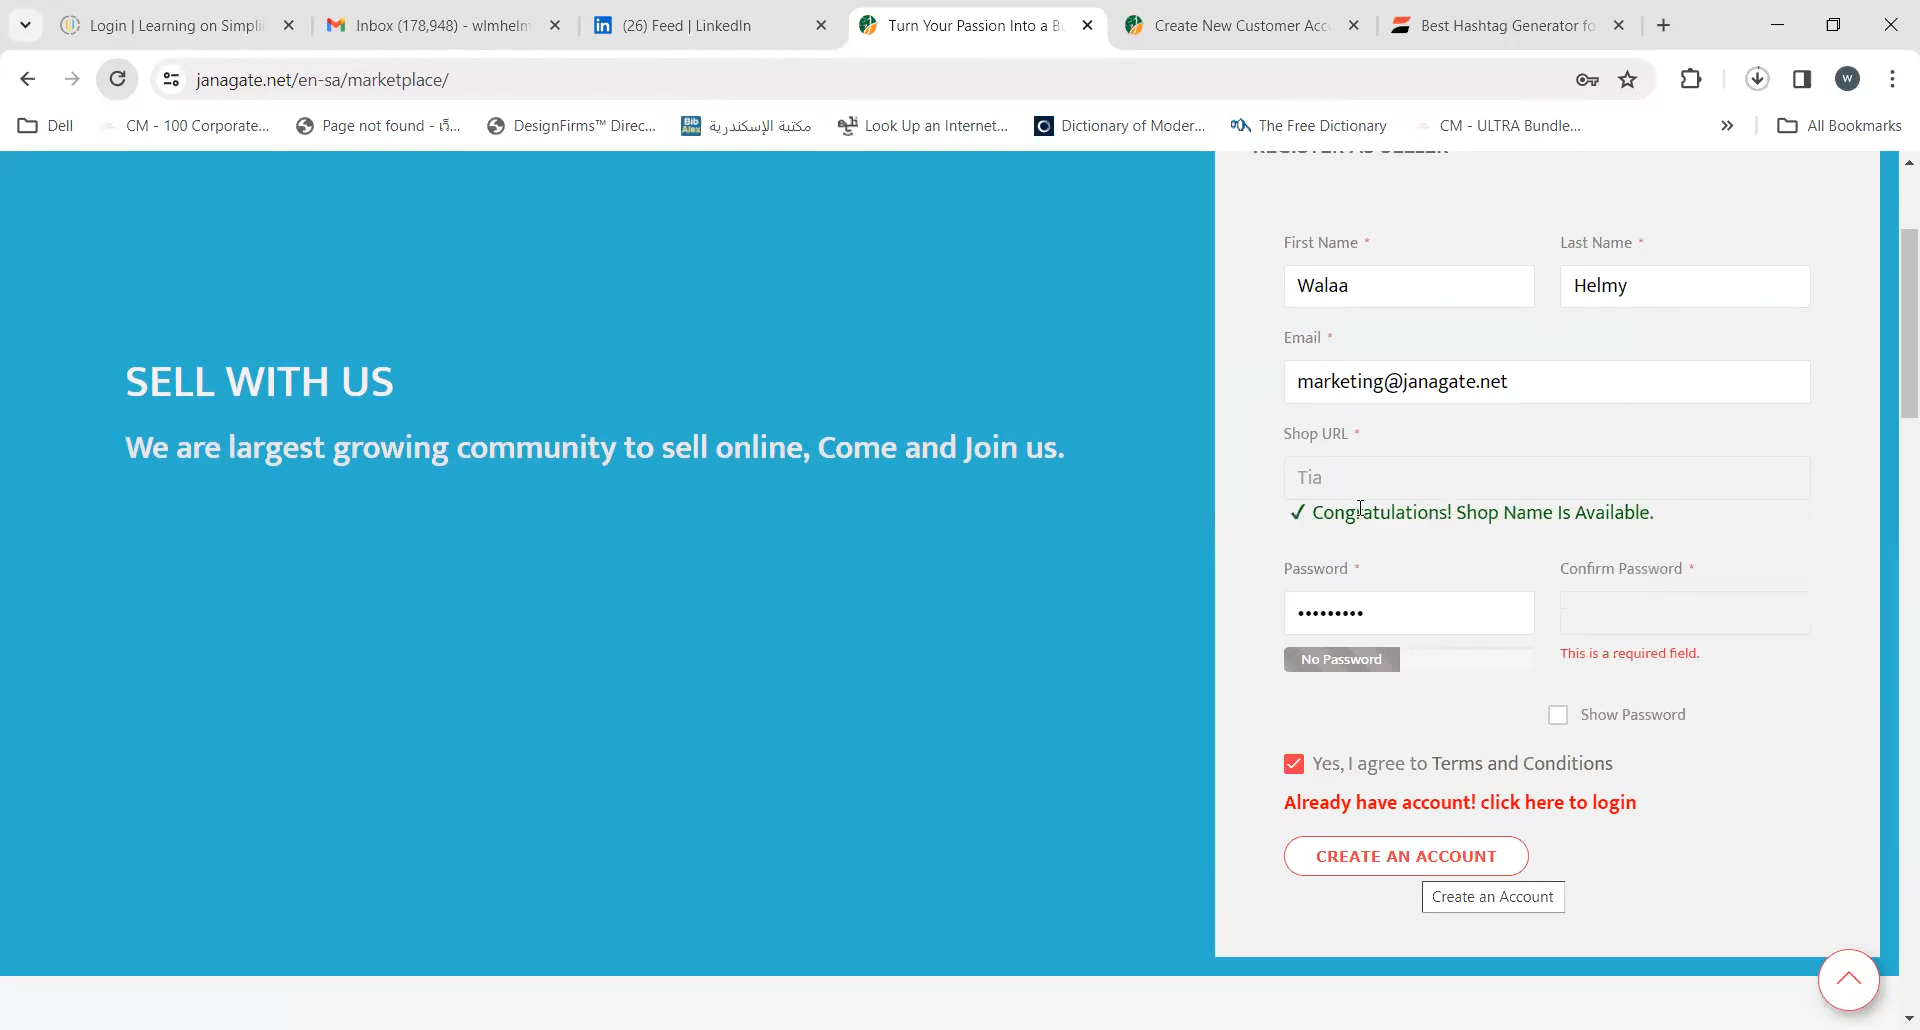 Login | Learning on Simpli
Inbox (178,948) - wlmhelm
(26) Feed | LinkedIn
Turn Your Passion Into a Bu
Create New Customer Acc
Best Hashtag Generator fo
janagate.net/en-sa/marketplace/
W
Dell
CM - 100 Corporate...
Page not found - เว็...
DesignFirms™ Direc...
مكتبة الإسكندرية
Look Up an Internet...
Dictionary of Moder...
The Free Dictionary
CM - ULTRA Bundle...
All Bookmarks
REGISTER AS SELLER
SELL WITH US
We are largest growing community to sell online, Come and Join us.
First Name *
Last Name *
Walaa
Helmy
Email *
marketing@janagate.net
Shop URL *
Tia
✓ Congratulations! Shop Name Is Available.
Password *
Confirm Password *
•••••••••
No Password
This is a required field.
Show Password
Yes, I agree to Terms and Conditions
Already have account! click here to login
CREATE AN ACCOUNT
Create an Account